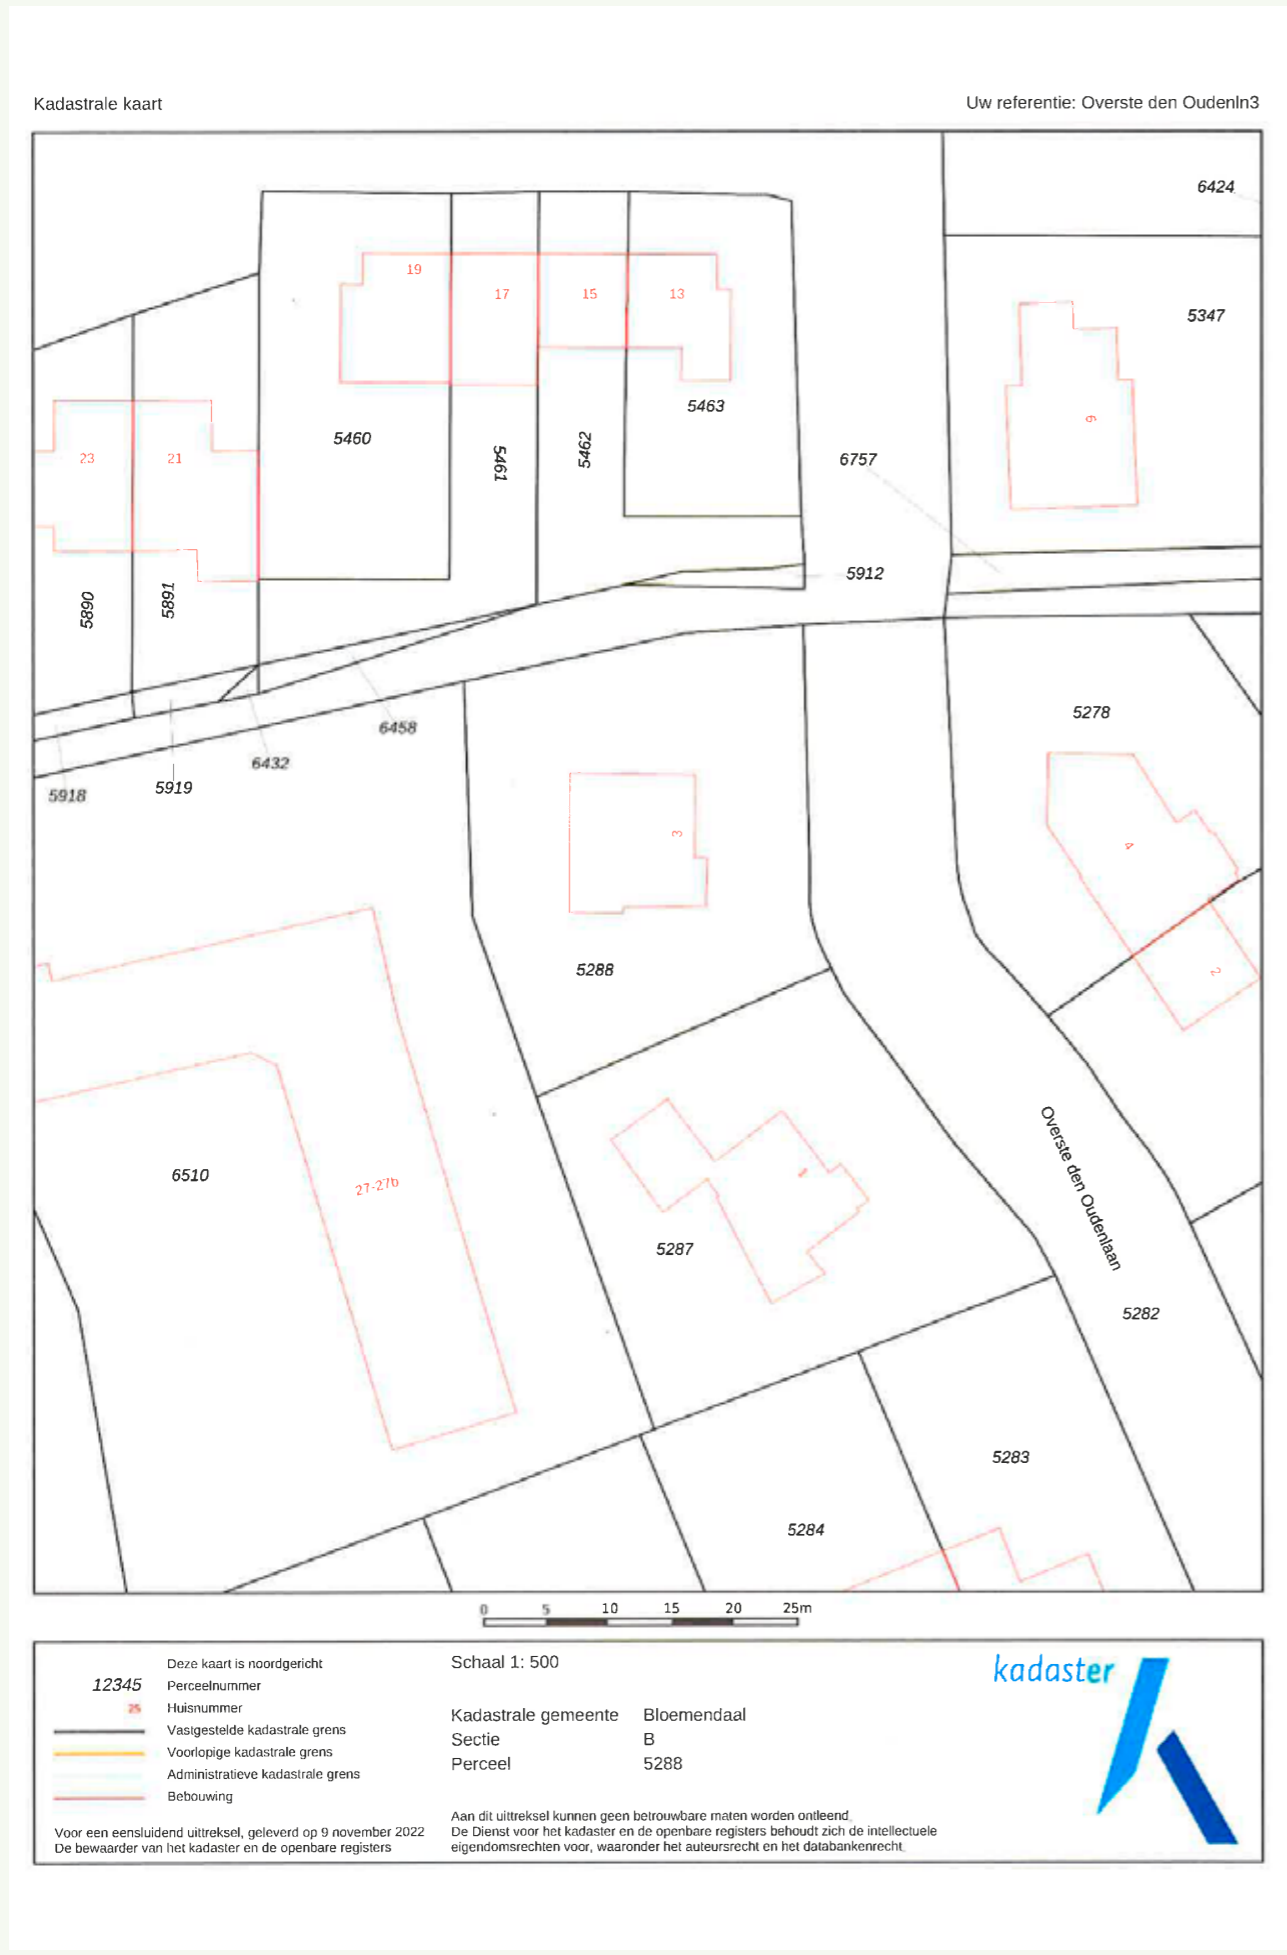 Kadastrale kaart
Uw referentie: Overste den Oudenln3
6424
5347
19
17
15
13
6
5463
5460
5461
5462
6757
23
21
5912
5890
5891
5278
6458
6432
5919
5918
3
4
2
5288
Overste den Oudenlaan
6510
27-27b
1
5287
5282
5283
5284
0 5 10 15 20 25m
Deze kaart is noordgericht
12345 Perceelnummer
25 Huisnummer
Vastgestelde kadastrale grens
Voorlopige kadastrale grens
Administratieve kadastrale grens
Bebouwing
Voor een eensluidend uittreksel, geleverd op 9 november 2022
De bewaarder van het kadaster en de openbare registers
Schaal 1: 500
Kadastrale gemeente Bloemendaal
Sectie B
Perceel 5288
Aan dit uittreksel kunnen geen betrouwbare maten worden ontleend.
De Dienst voor het kadaster en de openbare registers behoudt zich de intellectuele
eigendomsrechten voor, waaronder het auteursrecht en het databankenrecht.
kadaster